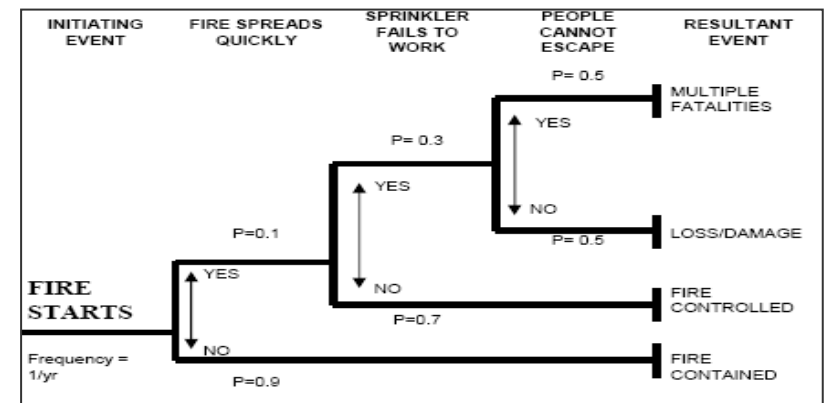 INITIATING
EVENT
FIRE SPREADS
QUICKLY
SPRINKLER
FAILS TO
WORK
PEOPLE
CANNOT
ESCAPE
RESULTANT
EVENT
P= 0.5
MULTIPLE
FATALITIES
YES
P= 0.3
YES
NO
P=0.1
P= 0.5
LOSS/DAMAGE
YES
NO
FIRE
STARTS
P=0.7
FIRE
CONTROLLED
NO
Frequency =
1/yr
P=0.9
FIRE
CONTAINED